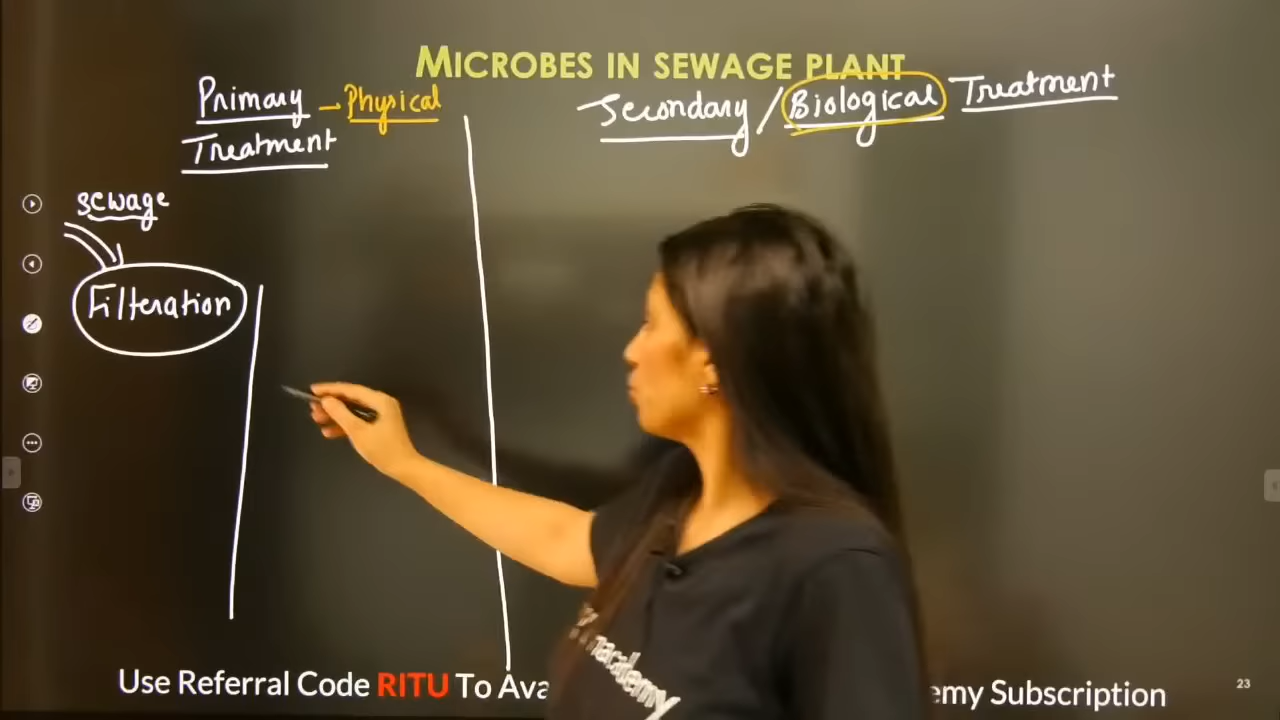 MICROBES IN SEWAGE PLANT
Primary - Physical
Treatment
Secondary / Biological Treatment
sewage
Filteration
nacademy
Use Referral Code RITU To Ava
emy Subscription
23